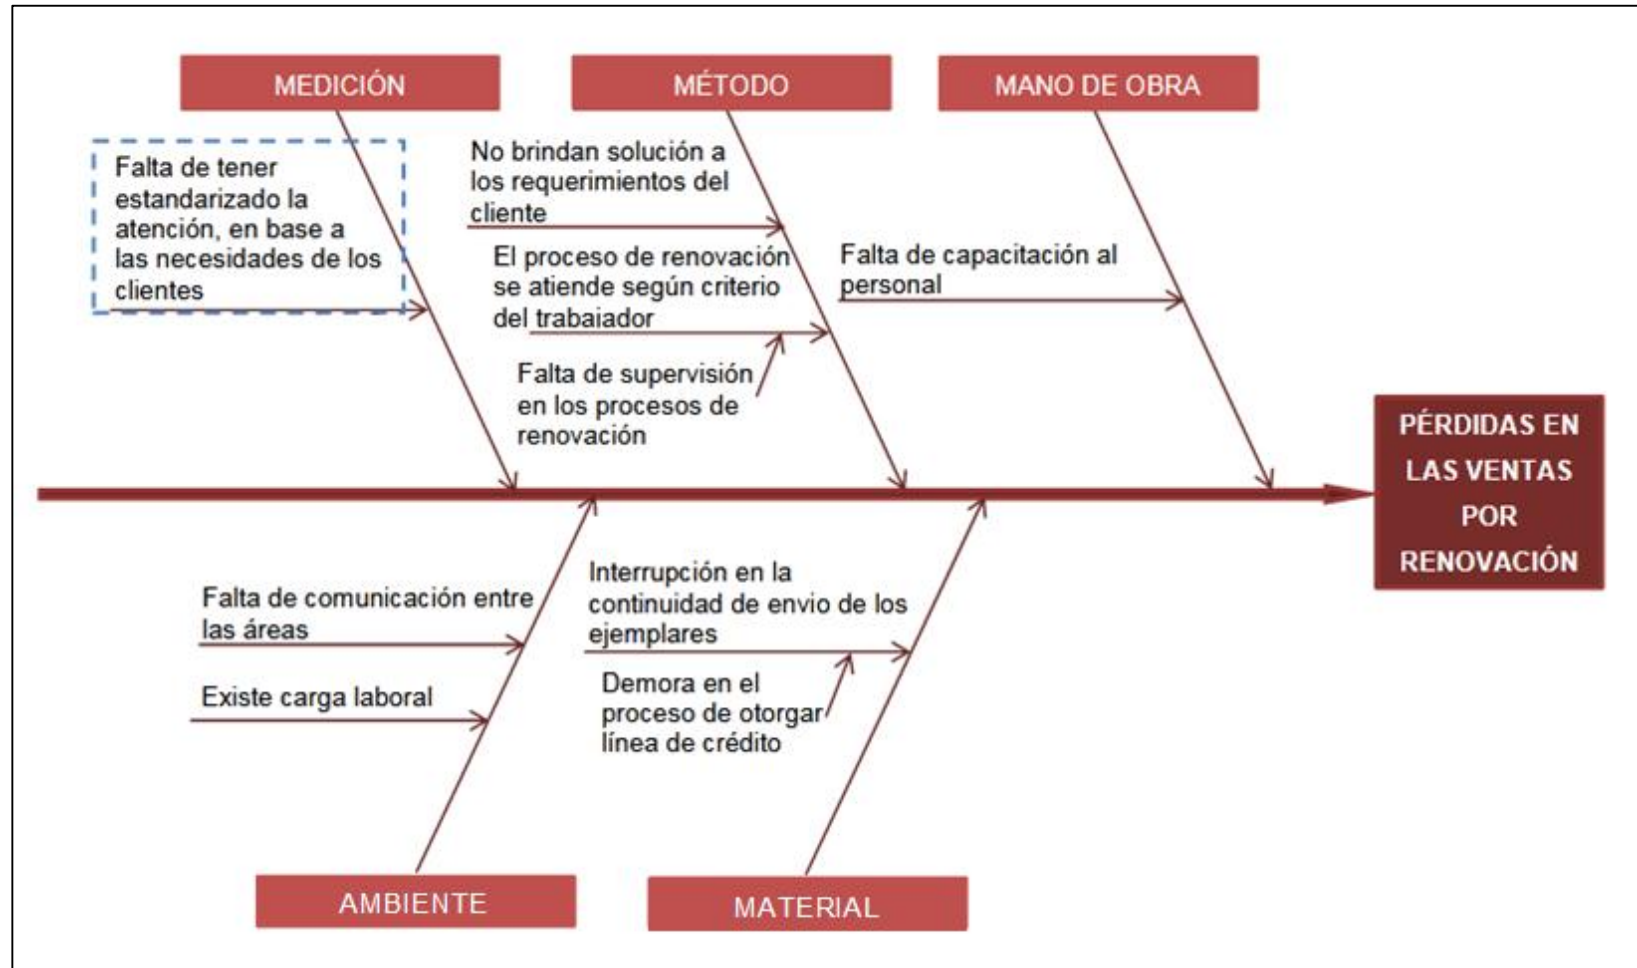 MEDICIÓN
MÉTODO
MANO DE OBRA
Falta de tener
estandarizado la
atención, en base a
las necesidades de los
clientes
No brindan solución a
los requerimientos del
cliente
El proceso de renovación
se atiende según criterio
del trabaiador
Falta de supervisión
en los procesos de
renovación
Falta de capacitación al
personal
PÉRDIDAS EN
LAS VENTAS
POR
RENOVACIÓN
Falta de comunicación entre
las áreas
Existe carga laboral
Interrupción en la
continuidad de envio de los
ejemplares
Demora en el
proceso de otorgar
línea de crédito
AMBIENTE
MATERIAL